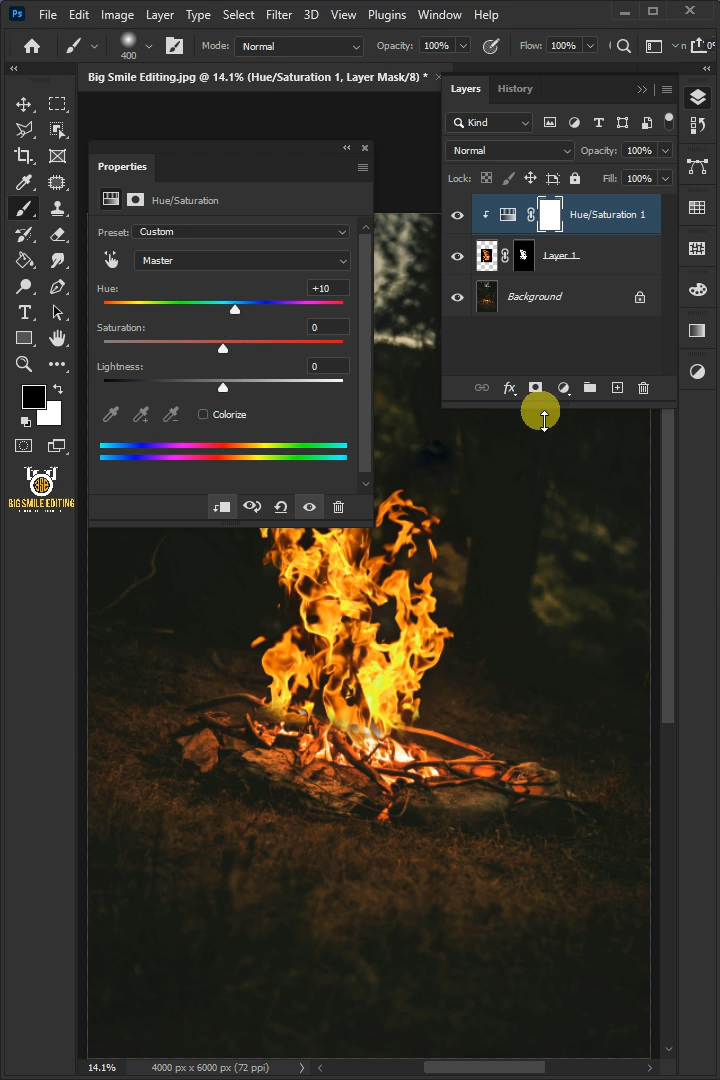 Ps File Edit Image Layer Type Select Filter 3D View Plugins Window Help
400 Mode: Normal Opacity: 100% Flow: 100% 0°
Big Smile Editing.jpg @ 14.1% (Hue/Saturation 1, Layer Mask/8) *
Layers History
Kind
Normal Opacity: 100%
Lock: Fill: 100%
Hue/Saturation 1
Layer 1
Background
fx
Properties
Hue/Saturation
Preset: Custom
Master
Hue: +10
Saturation: 0
Lightness: 0
Colorize
BIG SMILE EDITING
14.1% 4000 px x 6000 px (72 ppi)